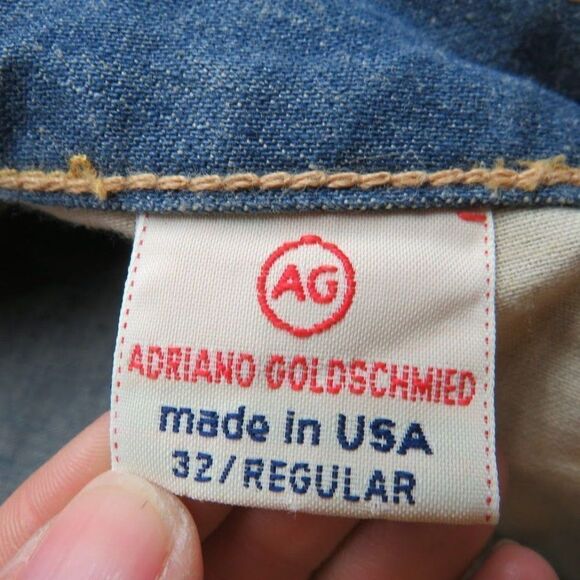 AG
ADRIANO GOLDSCHMIED
made in USA
32/REGULAR